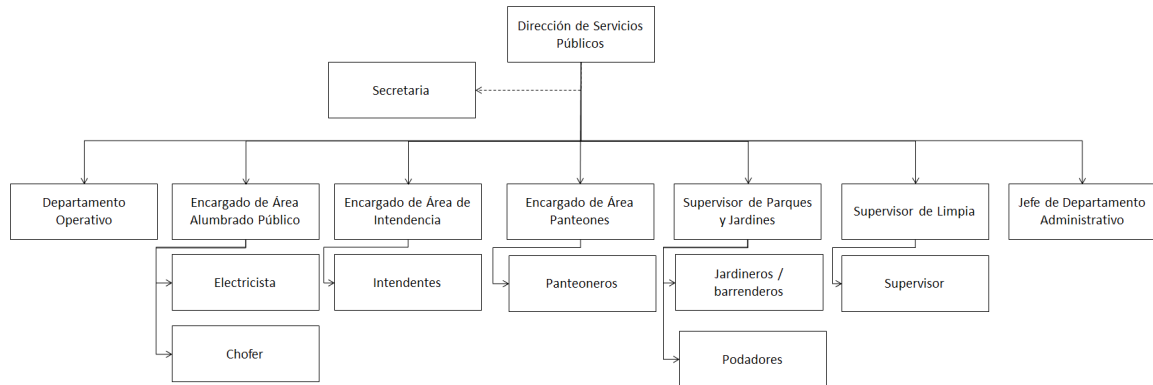 Dirección de Servicios
Públicos
Secretaria
Departamento
Operativo
Encargado de Área
Alumbrado Público
Encargado de Área de
Intendencia
Encargado de Área
Panteones
Supervisor de Parques
y Jardines
Supervisor de Limpia
Jefe de Departamento
Administrativo
Electricista
Intendentes
Panteoneros
Jardineros /
barrenderos
Supervisor
Chofer
Podadores